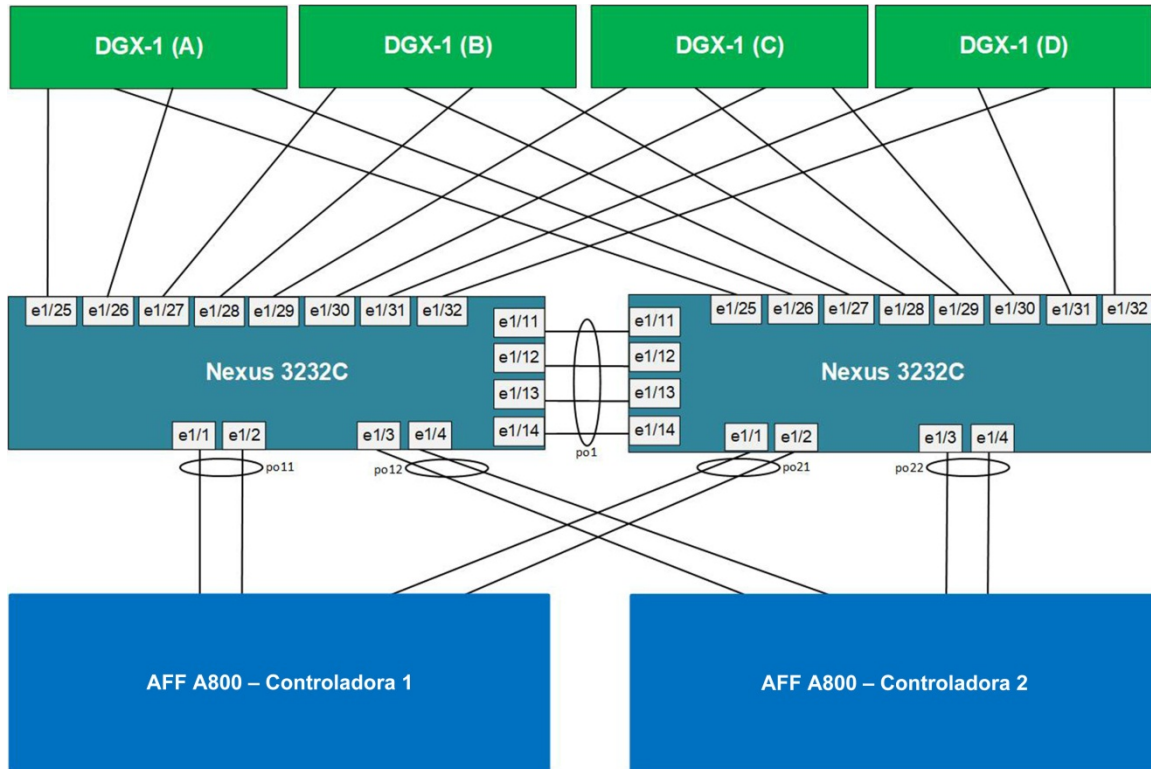 DGX-1 (A)
DGX-1 (B)
DGX-1 (C)
DGX-1 (D)
e1/25
e1/26
e1/27
e1/28
e1/29
e1/30
e1/31
e1/32
e1/11
e1/12
e1/13
e1/14
Nexus 3232C
e1/1
e1/2
e1/3
e1/4
po11
po12
po1
e1/25
e1/26
e1/27
e1/28
e1/29
e1/30
e1/31
e1/32
e1/11
e1/12
e1/13
e1/14
Nexus 3232C
e1/1
e1/2
e1/3
e1/4
po21
po22
AFF A800 – Controladora 1
AFF A800 – Controladora 2